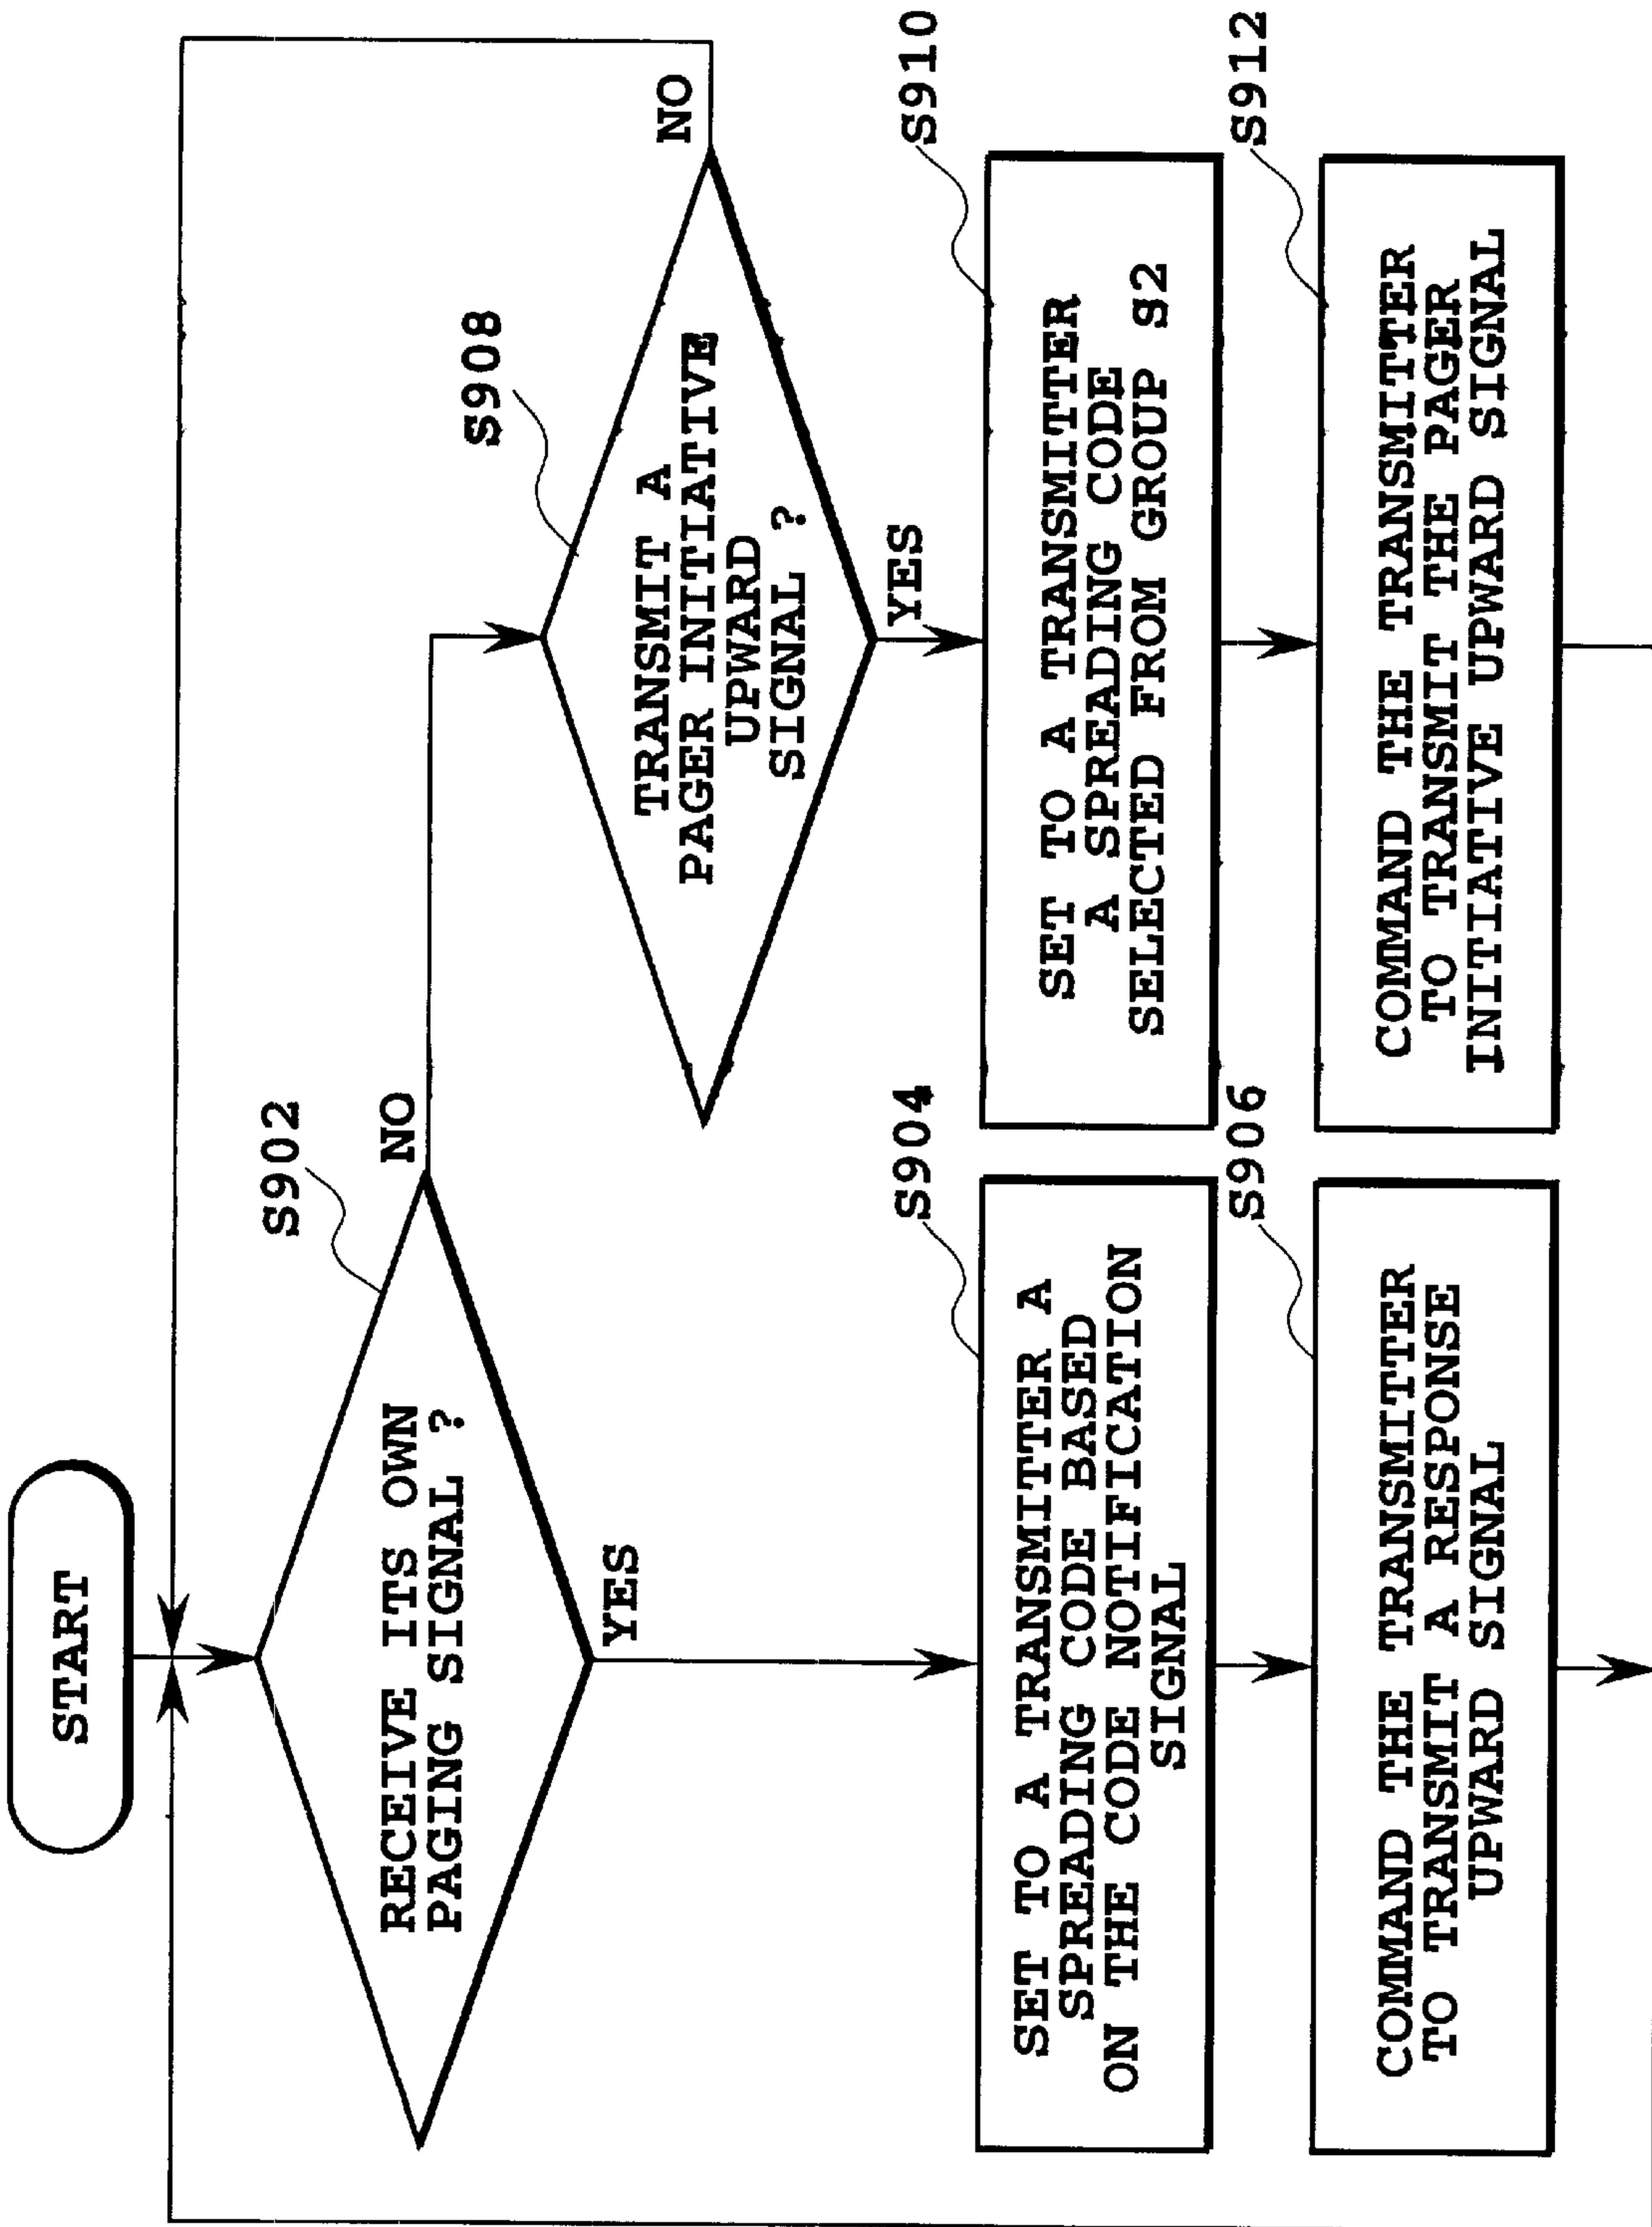 START
S902
RECEIVE ITS OWN
PAGING SIGNAL ?
NO
YES
S904
SET TO A TRANSMITTER A
SPREADING CODE BASED
ON THE CODE NOTIFICATION
SIGNAL
S906
COMMAND THE TRANSMITTER
TO TRANSMIT A RESPONSE
UPWARD SIGNAL
S908
TRANSMIT A
PAGER INITIATIVE
UPWARD
SIGNAL ?
NO
YES
S910
SET TO A TRANSMITTER
A SPREADING CODE
SELECTED FROM GROUP S2
S912
COMMAND THE TRANSMITTER
TO TRANSMIT THE PAGER
INITIATIVE UPWARD SIGNAL